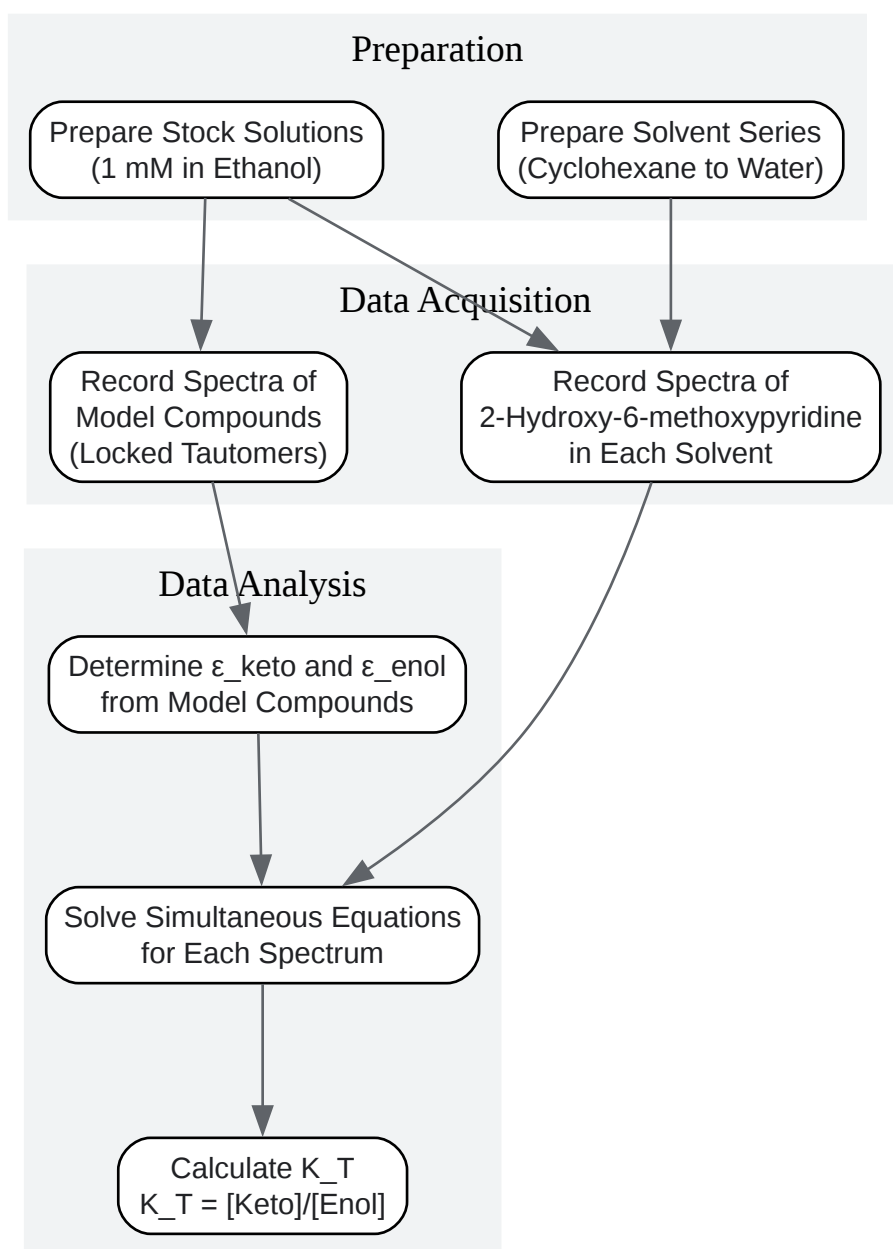 Preparation
Prepare Stock Solutions
(1 mM in Ethanol)
Prepare Solvent Series
(Cyclohexane to Water)
Data Acquisition
Record Spectra of
Model Compounds
(Locked Tautomers)
Record Spectra of
2-Hydroxy-6-methoxypyridine
in Each Solvent
Data Analysis
Determine ε_keto and ε_enol
from Model Compounds
Solve Simultaneous Equations
for Each Spectrum
Calculate K_T
K_T = [Keto]/[Enol]